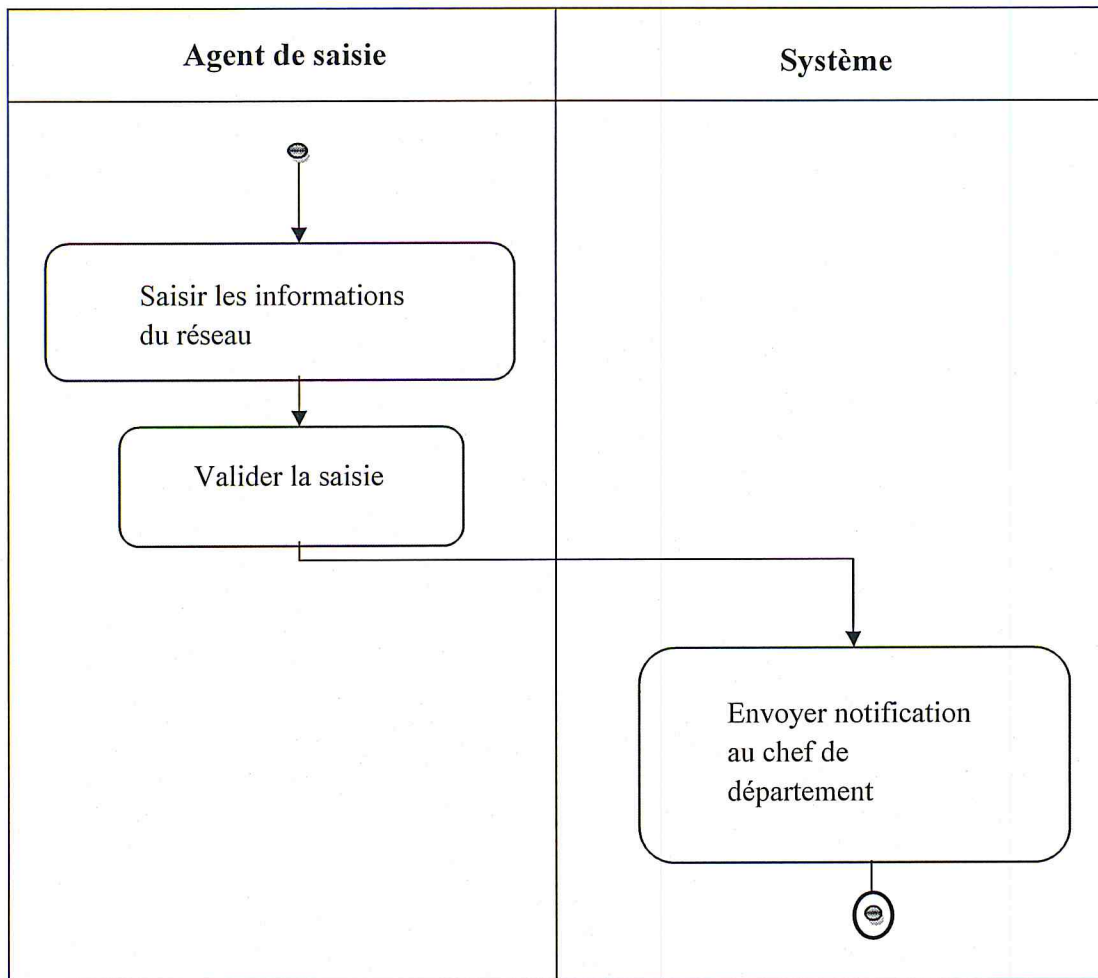 Agent de saisie
Système
Saisir les informations
du réseau
Valider la saisie
Envoyer notification
au chef de
département